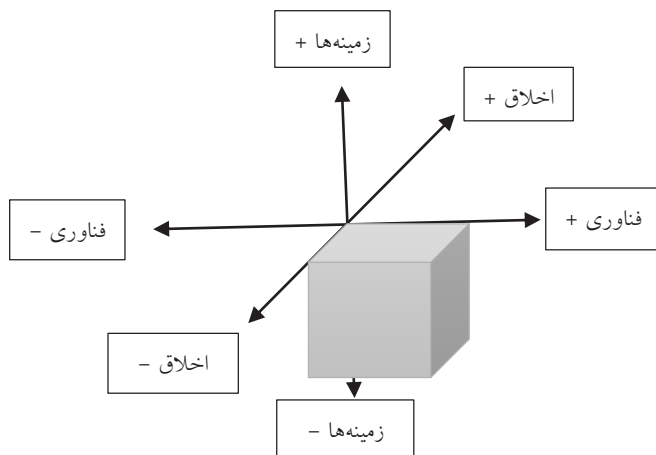 زمینه‌ها +
اخلاق +
فناوری +
فناوری –
اخلاق –
زمینه‌ها –